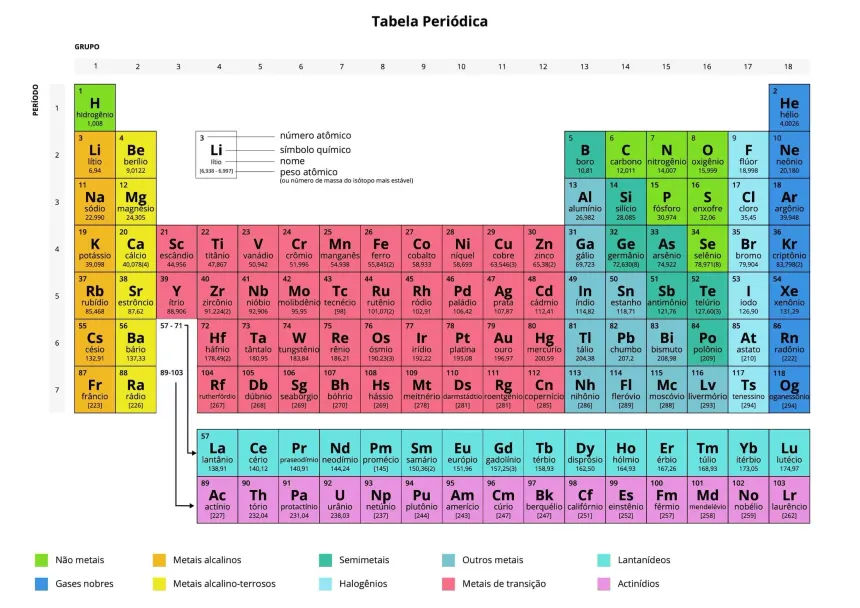 Tabela Periódica
GRUPO
1 2 3 4 5 6 7 8 9 10 11 12 13 14 15 16 17 18
PERÍODO
1
1 2
H He
hidrogênio hélio
1,008 4,0026
3
Li
lítio
[6,938 - 6.997]
número atômico
símbolo químico
nome
peso atômico
(ou número de massa do isótopo mais estável)
2
3 4 5 6 7 8 9 10
Li Be B C N O F Ne
lítio berílio boro carbono nitrogênio oxigênio flúor neônio
6,94 9,0122 10,81 12,011 14,007 15,999 18,998 20,180
3
11 12 13 14 15 16 17 18
Na Mg Al Si P S Cl Ar
sódio magnésio alumínio silício fósforo enxofre cloro argônio
22,990 24,305 26,982 28,085 30,974 32,06 35,45 39,948
4
19 20 21 22 23 24 25 26 27 28 29 30 31 32 33 34 35 36
K Ca Sc Ti V Cr Mn Fe Co Ni Cu Zn Ga Ge As Se Br Kr
potássio cálcio escândio titânio vanádio crômio manganês ferro cobalto níquel cobre zinco gálio germânio arsênio selênio bromo criptônio
39,098 40,078(4) 44,956 47,867 50,942 51,996 54,938 55,845(2) 58,933 58,693 63,546(3) 65,38(2) 69,723 72,630(8) 74,922 78,971(8) 79,904 83,798(2)
5
37 38 39 40 41 42 43 44 45 46 47 48 49 50 51 52 53 54
Rb Sr Y Zr Nb Mo Tc Ru Rh Pd Ag Cd In Sn Sb Te I Xe
rubídio estrôncio ítrio zircônio nióbio molibdênio tecnécio rutênio ródio paládio prata cádmio índio estanho antimônio telúrio iodo xenônio
85,468 87,62 88,906 91,224(2) 92,906 95,95 [98] 101,07(2) 102,91 106,42 107,87 112,41 114,82 118,71 121,76 127,60(3) 126,90 131,29
6
55 56 57 - 71 72 73 74 75 76 77 78 79 80 81 82 83 84 85 86
Cs Ba Hf Ta W Re Os Ir Pt Au Hg Tl Pb Bi Po At Rn
césio bário háfnio tântalo tungstênio rênio ósmio irídio platina ouro mercúrio tálio chumbo bismuto polônio astato radônio
132,91 137,33 178,49(2) 180,95 183,84 186,21 190,23(3) 192,22 195,08 196,97 200,59 204,38 207,2 208,98 [209] [210] [222]
7
87 88 89-103 104 105 106 107 108 109 110 111 112 113 114 115 116 117 118
Fr Ra Rf Db Sg Bh Hs Mt Ds Rg Cn Nh Fl Mc Lv Ts Og
frâncio rádio rutherfórdio dúbnio seabórgio bóhrio hássio meitnério darmstádtio roentgênio copernício nihônio fleróvio moscóvio livermório tenessino oganessônio
[223] [226] [267] [268] [269] [270] [269] [278] [281] [281] [285] [286] [289] [288] [293] [294] [294]
57
La Ce Pr Nd Pm Sm Eu Gd Tb Dy Ho Er Tm Yb Lu
lantânio cério praseodímio neodímio promécio samário európio gadolínio térbio disprósio hólmio érbio túlio itérbio lutécio
138,91 140,12 140,91 144,24 [145] 150,36(2) 151,96 157,25(3) 158,93 162,50 164,93 167,26 168,93 173,05 174,97
89 90 91 92 93 94 95 96 97 98 99 100 101 102 103
Ac Th Pa U Np Pu Am Cm Bk Cf Es Fm Md No Lr
actínio tório protactínio urânio netúnio plutônio amerício cúrio berquélio califórnio einstênio férmio mendelévio nobélio laurêncio
[227] 232,04 231,04 238,03 [237] [244] [243] [247] [247] [251] [252] [257] [258] [259] [262]
Não metais Metais alcalinos Semimetais Outros metais Lantanídeos
Gases nobres Metais alcalino-terrosos Halogênios Metais de transição Actinídios